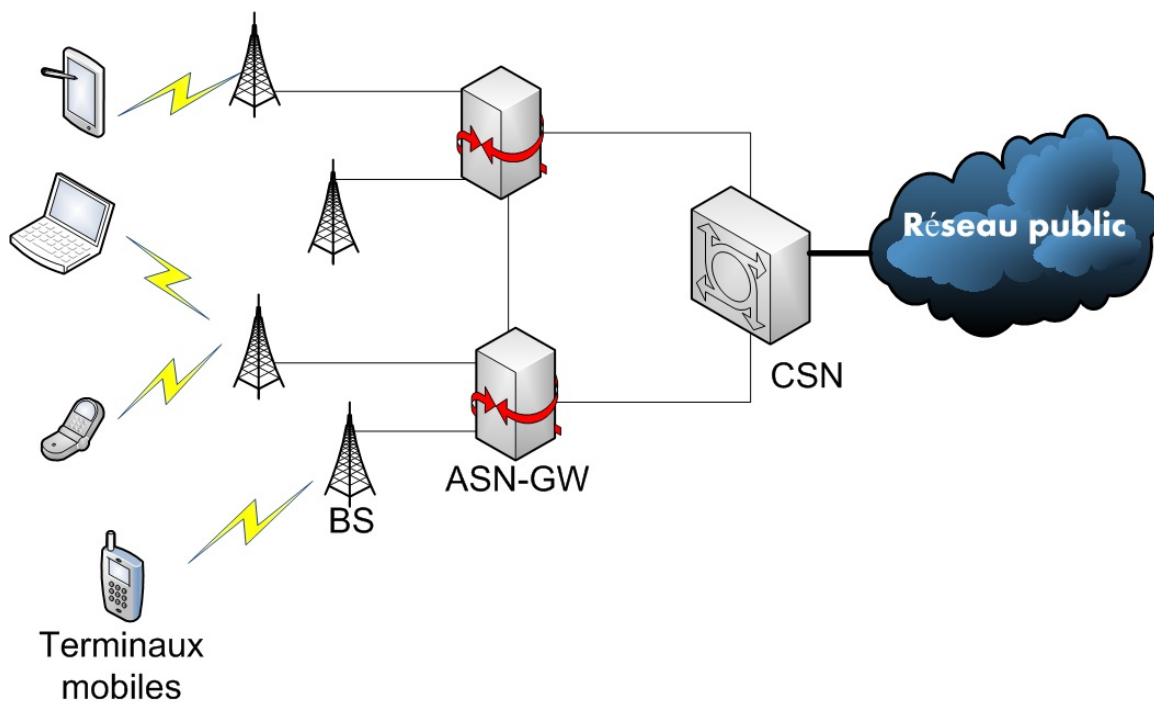 Réseau public
CSN
ASN-GW
BS
Terminaux
mobiles